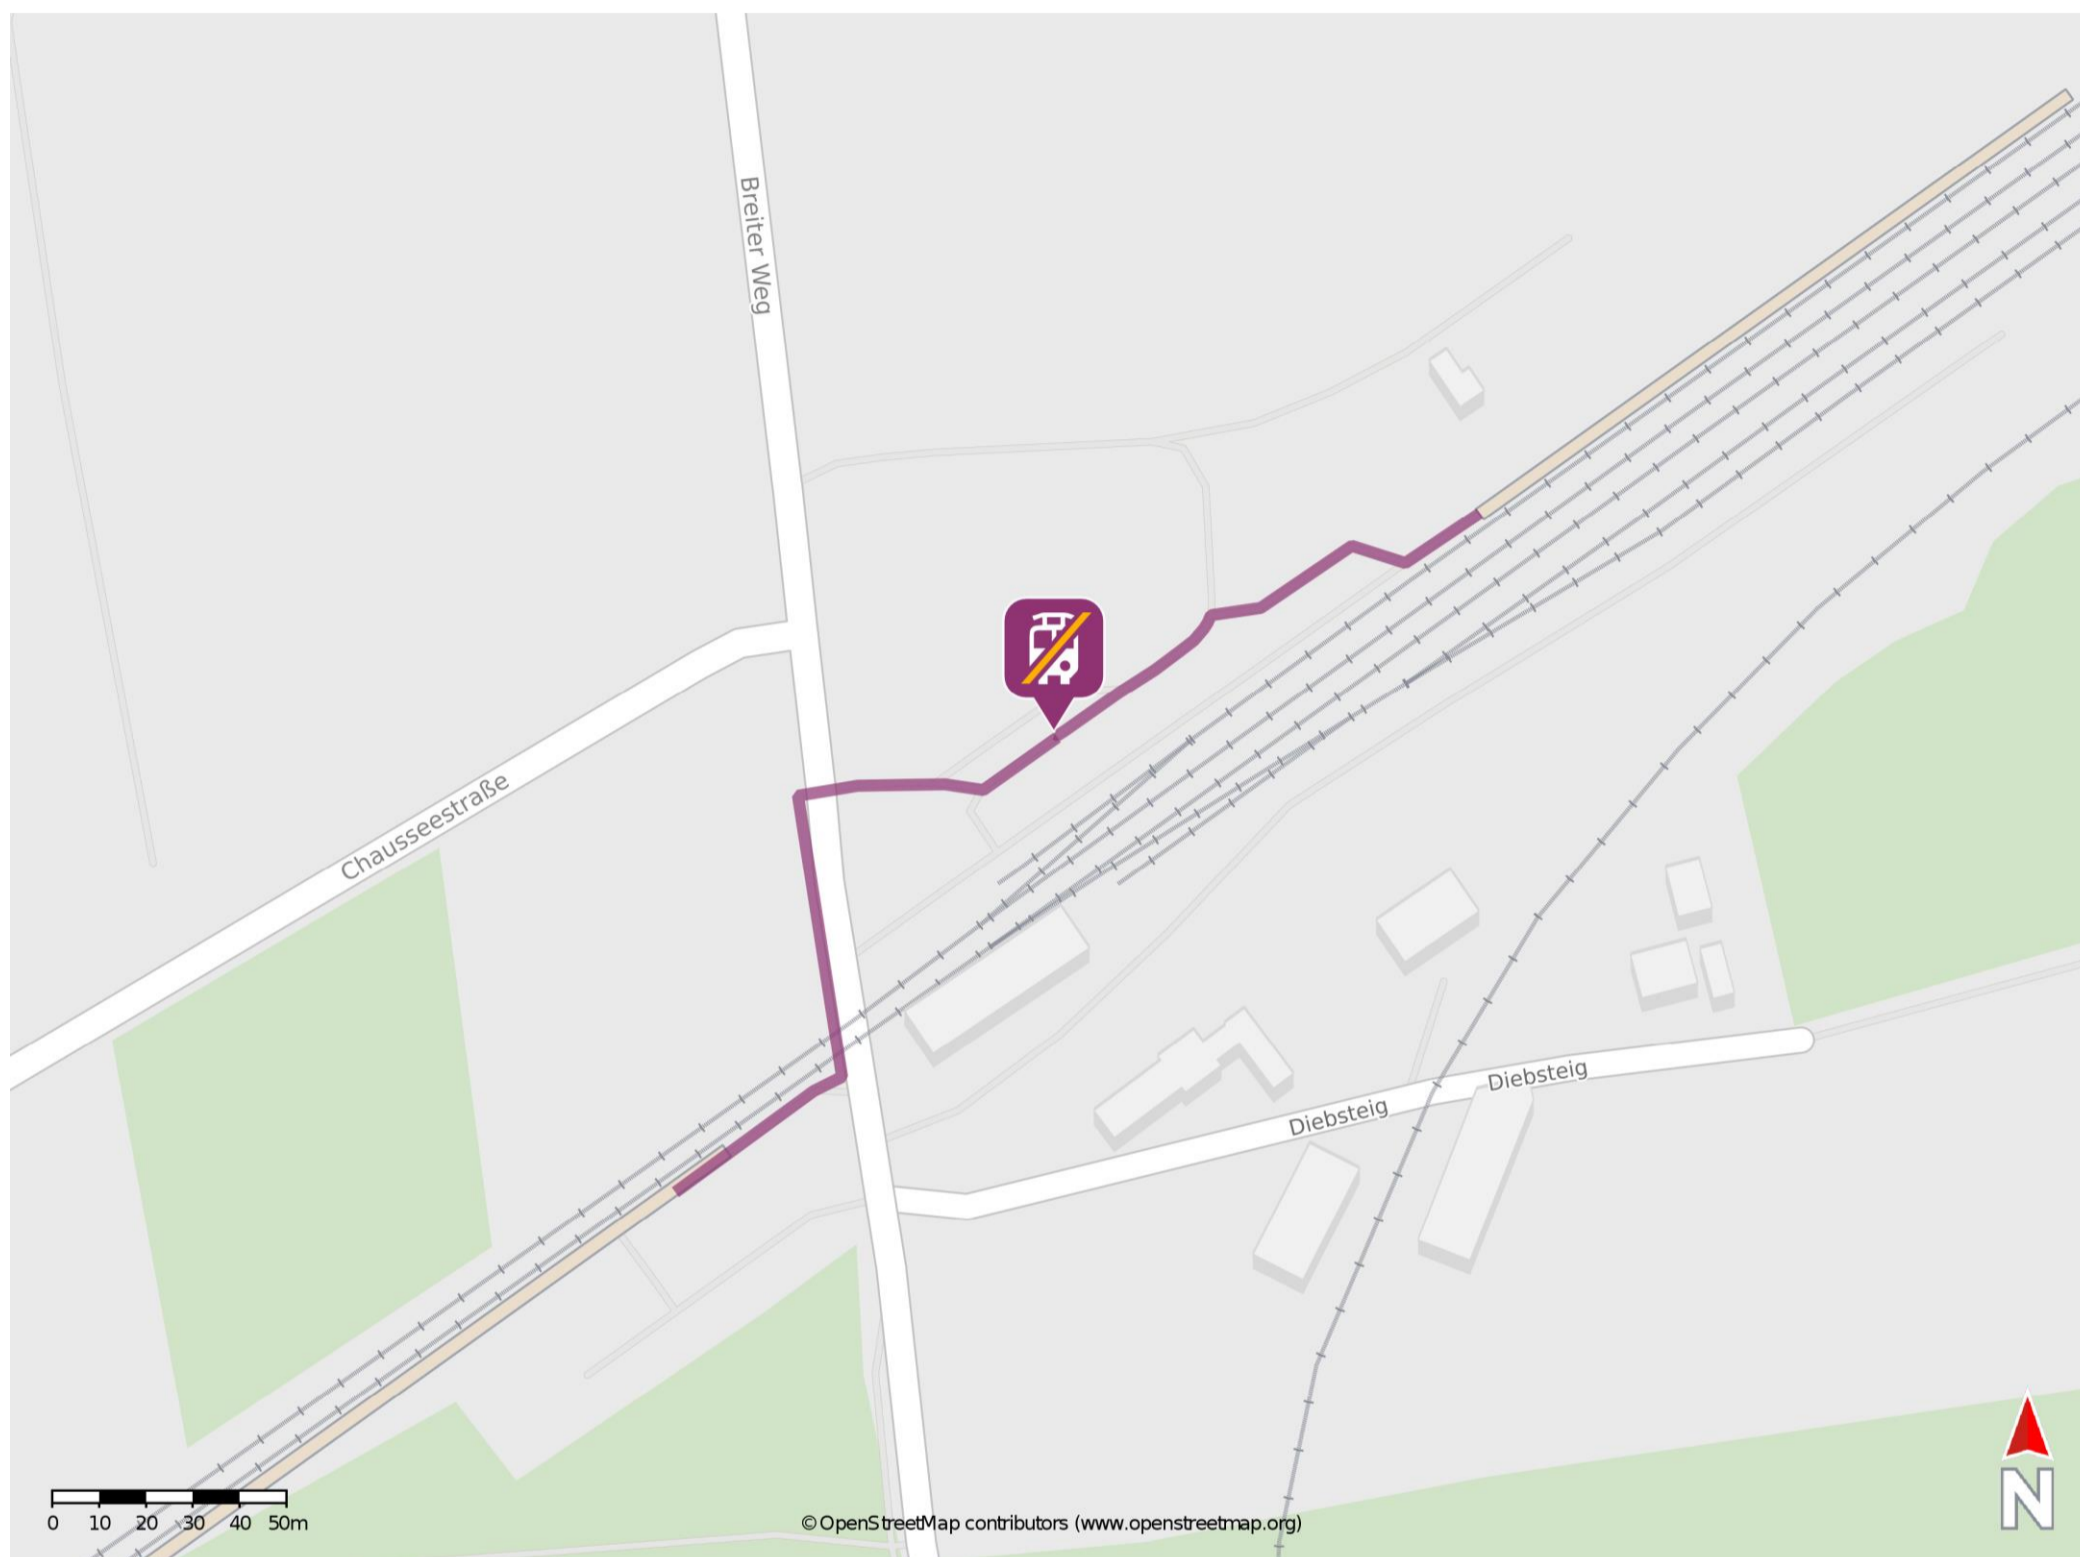 Breiter Weg
Chausseestraße
Diebsteig
Diebsteig
0 10 20 30 40 50m
© OpenStreetMap contributors (www.openstreetmap.org)
N